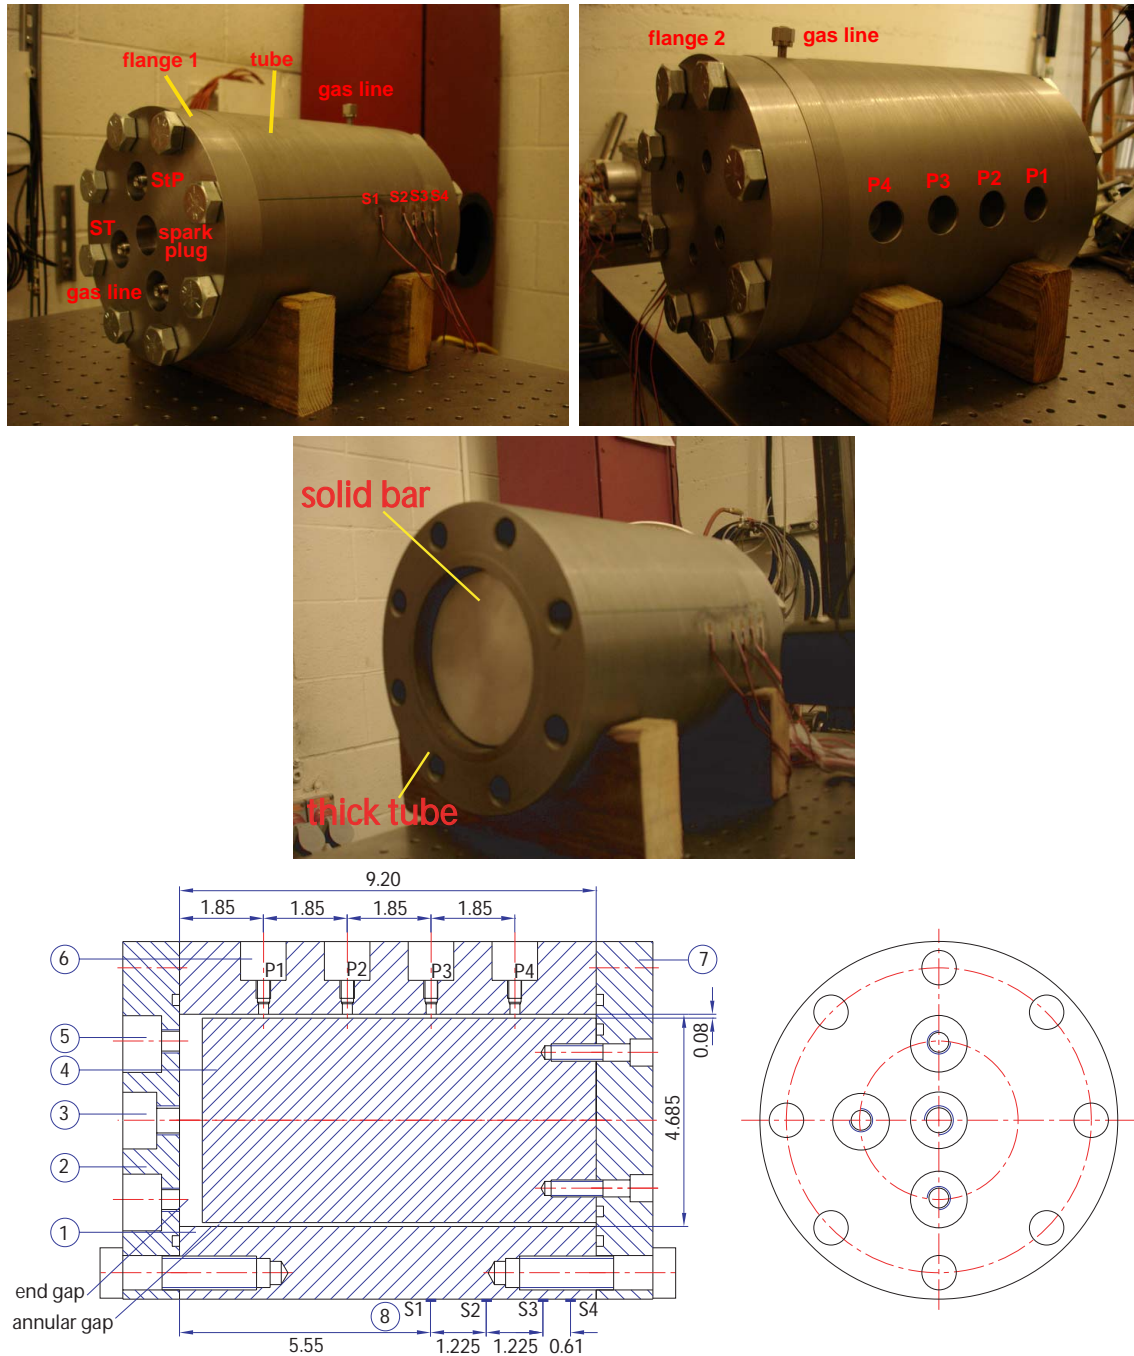 flange 1
tube
gas line
StP
S1 S2 S3 S4
ST
spark
plug
gas line
flange 2
gas line
P4 P3 P2 P1
solid bar
thick tube
9.20
1.85 1.85 1.85 1.85
6
P1 P2 P3 P4
7
5
0.08
4
3
4.685
2
1
end gap
annular gap
8
S1 S2 S3 S4
5.55 1.225 1.225 0.61